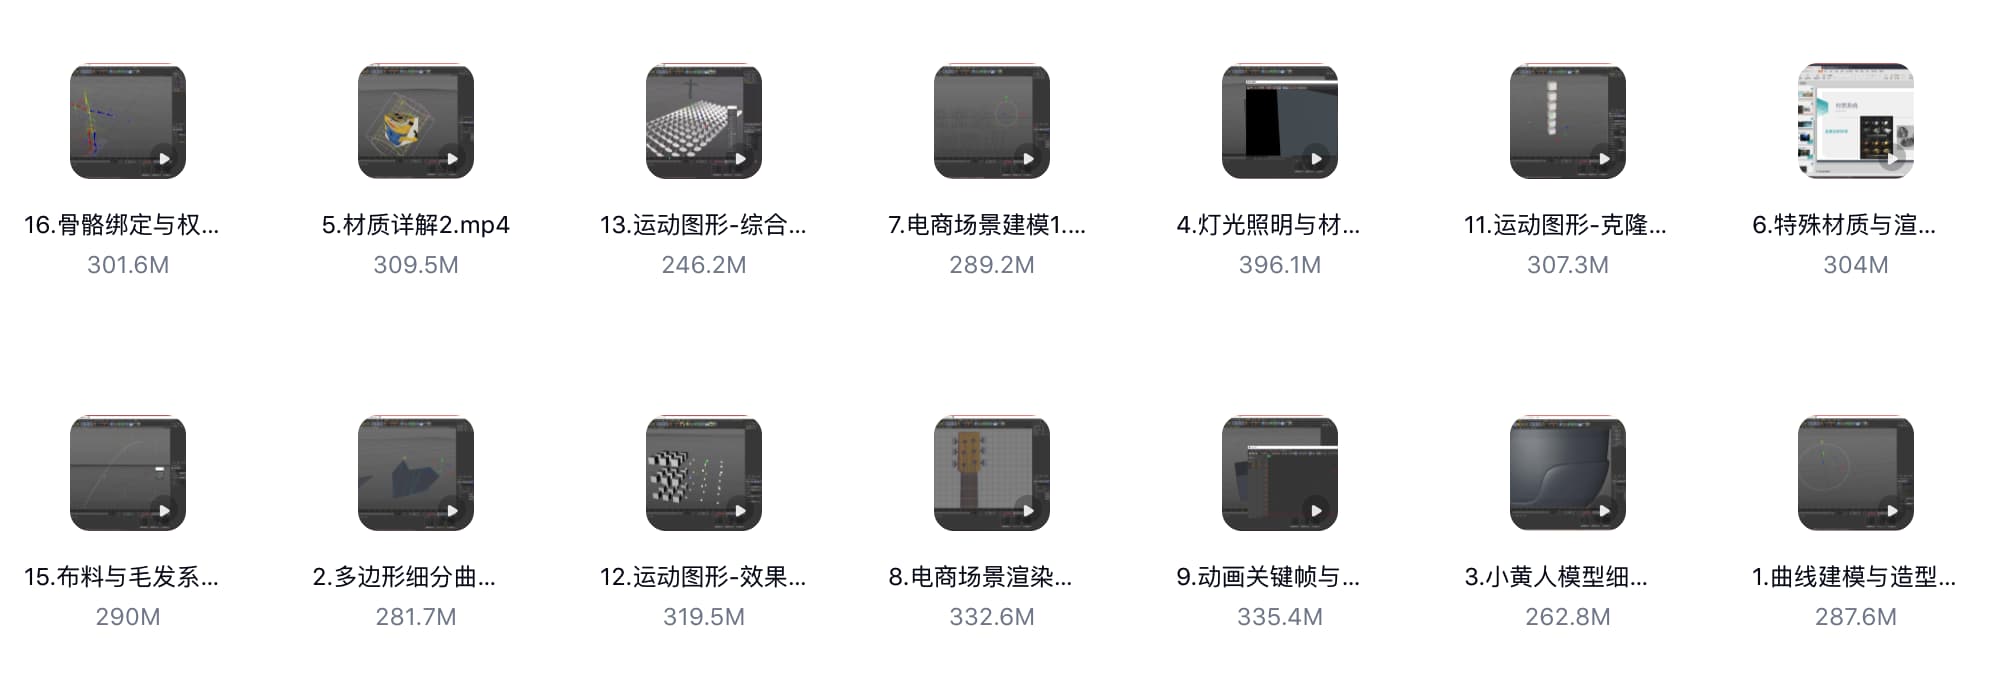 16.骨骼绑定与权...
301.6M
5.材质详解2.mp4
309.5M
13.运动图形-综合...
246.2M
7.电商场景建模1....
289.2M
4.灯光照明与材...
396.1M
11.运动图形-克隆...
307.3M
6.特殊材质与渲...
304M
15.布料与毛发系...
290M
2.多边形细分曲...
281.7M
12.运动图形-效果...
319.5M
8.电商场景渲染...
332.6M
9.动画关键帧与...
335.4M
3.小黄人模型细...
262.8M
1.曲线建模与造型...
287.6M